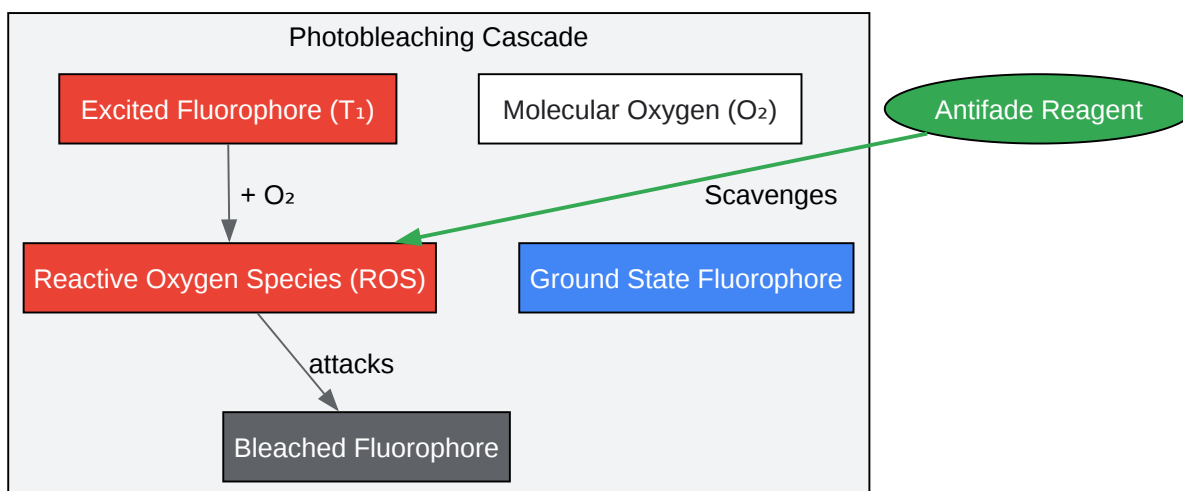 Photobleaching Cascade
Excited Fluorophore (T₁)
Molecular Oxygen (O₂)
Antifade Reagent
+ O₂
Scavenges
Reactive Oxygen Species (ROS)
Ground State Fluorophore
attacks
Bleached Fluorophore